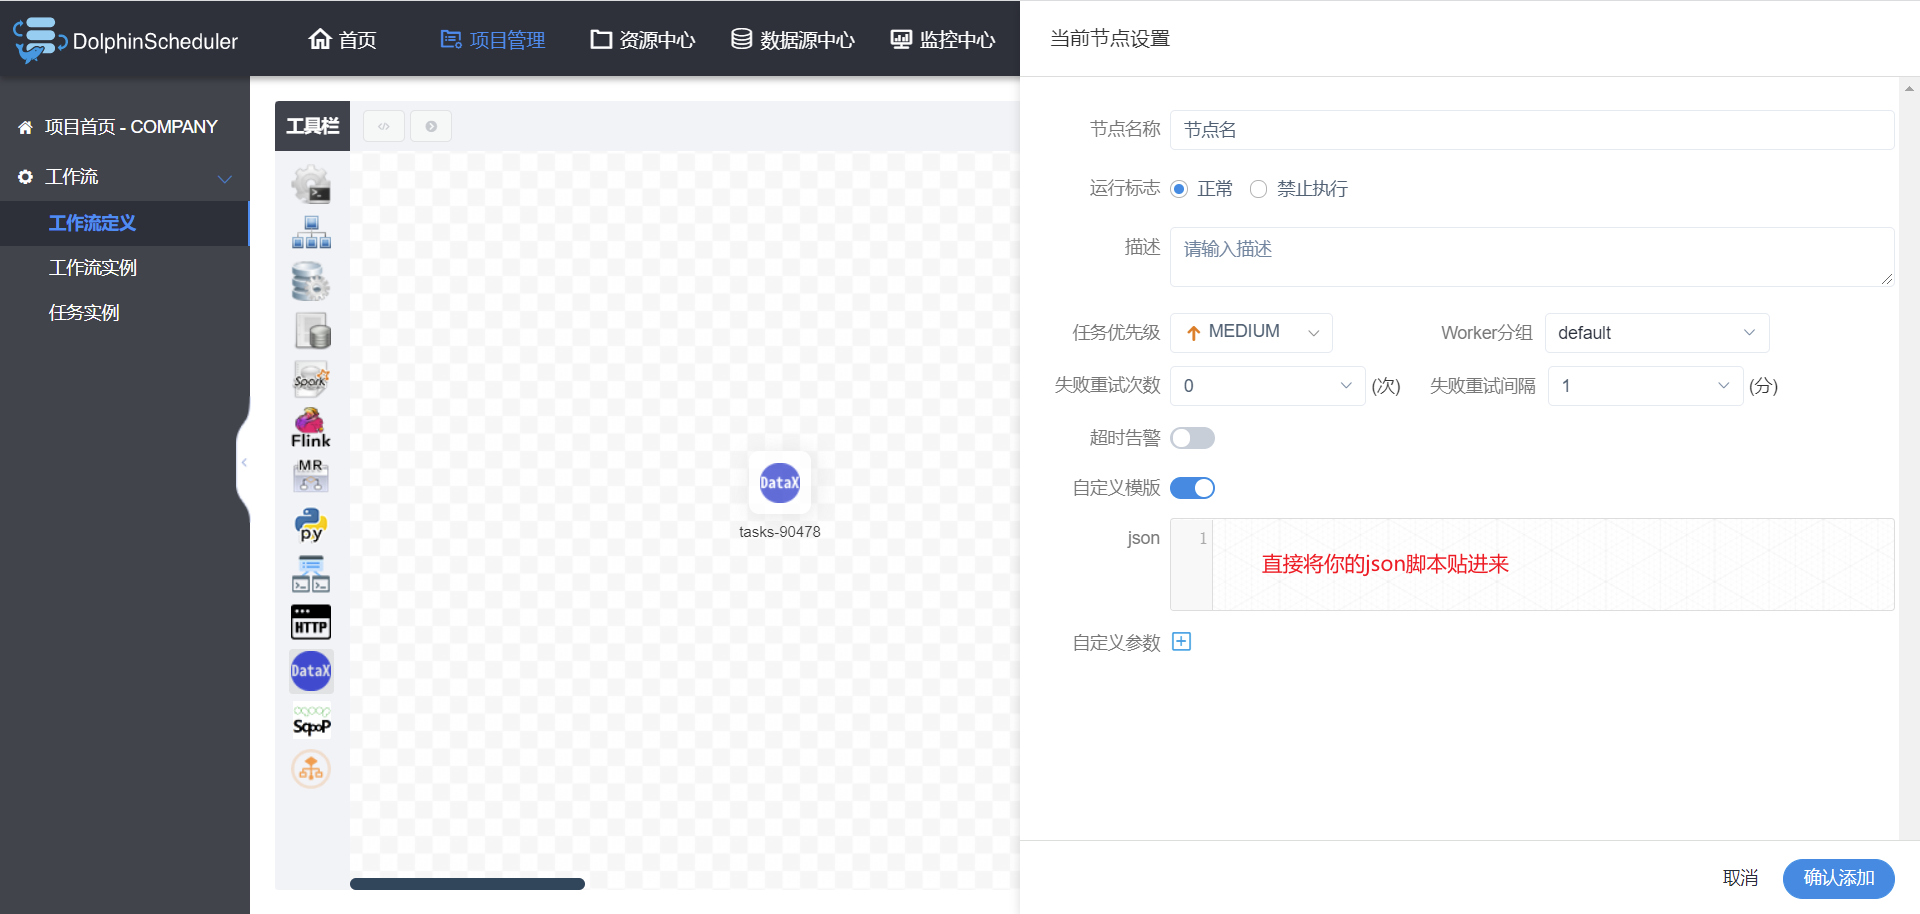 DolphinScheduler
首页
项目管理
资源中心
数据源中心
监控中心
当前节点设置
项目首页 - COMPANY
工作流
工作流定义
工作流实例
任务实例
工具栏
Spark
Flink
MR
py
HTTP
DataX
SqooP
DataX
tasks-90478
节点名称
节点名
运行标志
正常
禁止执行
描述
请输入描述
任务优先级
MEDIUM
Worker分组
default
失败重试次数
0
(次)
失败重试间隔
1
(分)
超时告警
自定义模版
json
1
直接将你的json脚本贴进来
自定义参数
取消
确认添加